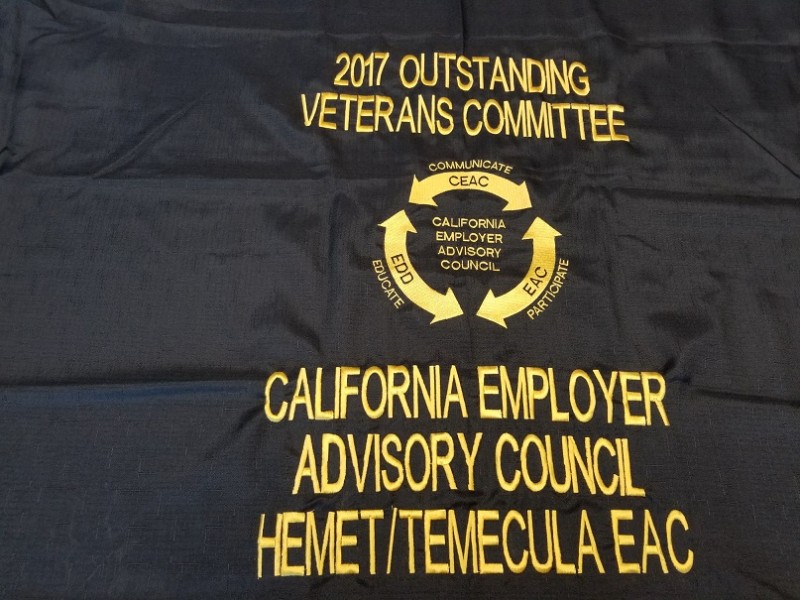 2017 OUTSTANDING
VETERANS COMMITTEE
COMMUNICATE
CEAC
CALIFORNIA
EMPLOYER
ADVISORY
COUNCIL
EDD
EDUCATE
EAC
PARTICIPATE
CALIFORNIA EMPLOYER
ADVISORY COUNCIL
HEMET/TEMECULA EAC